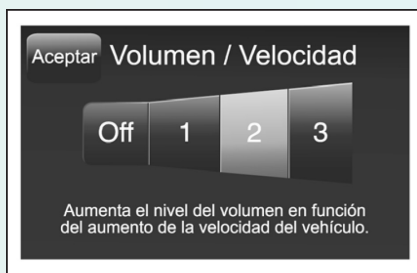 Aceptar Volumen / Velocidad
Off 1 2 3
Aumenta el nivel del volumen en función
del aumento de la velocidad del vehículo.